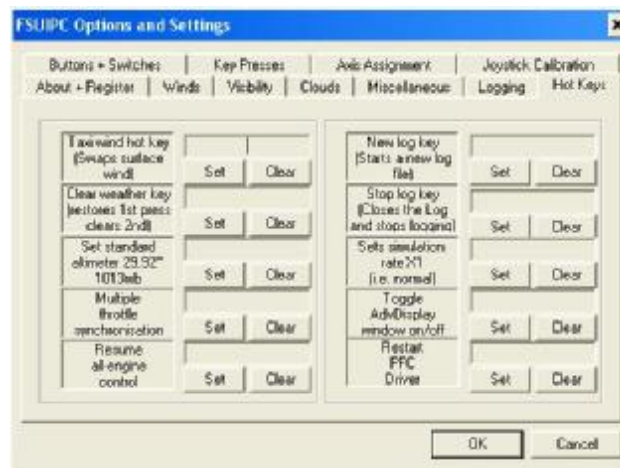 FSUIPC Options and Settings
Buttons + Switches Key Presses Axis Assignment Joystick Calibration
About + Register Winds Visibility Clouds Miscellaneous Logging Hot Keys
Taxi wind hot key
(Swaps surface
wind)
Set Clear
Clear weather key
(restores 1st press
clears 2nd)
Set Clear
Set standard
altimeter 29.92"
1013mb
Set Clear
Multiple
throttle
synchronisation
Set Clear
Resume
all-engine
control
Set Clear
New log key
(Starts a new log
file)
Set Clear
Stop log key
(Closes the Log
and stops logging)
Set Clear
Sets simulation
rate X1
(i.e. normal)
Set Clear
Toggle
AdvDisplay
window on/off
Set Clear
Restart
PFC
Driver
Set Clear
OK Cancel